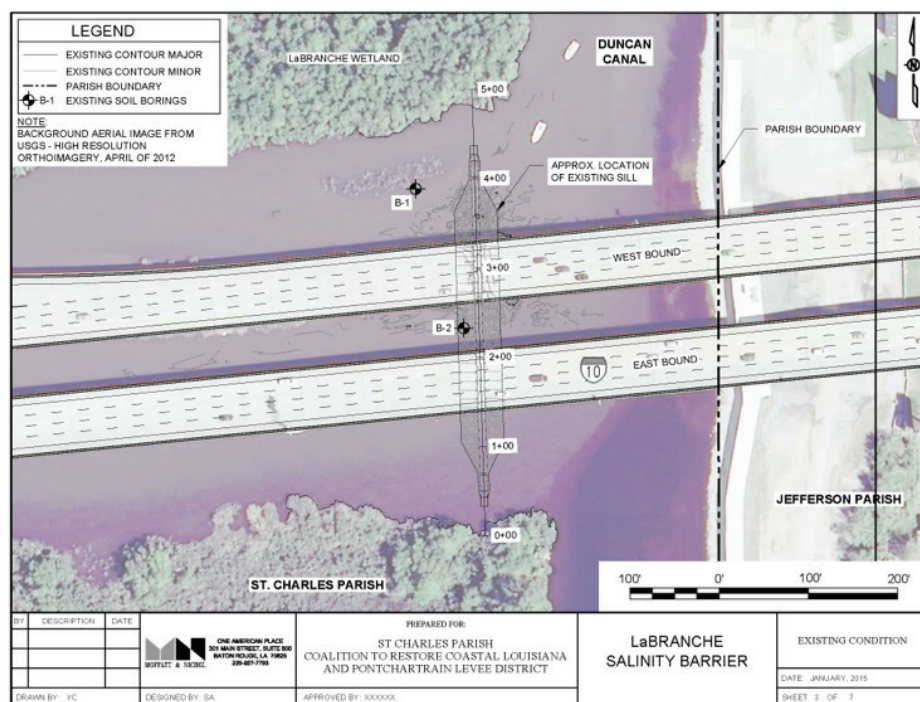 LEGEND
EXISTING CONTOUR MAJOR
EXISTING CONTOUR MINOR
PARISH BOUNDARY
B-1 EXISTING SOIL BORINGS
NOTE:
BACKGROUND AERIAL IMAGE FROM
USGS - HIGH RESOLUTION
ORTHOIMAGERY, APRIL OF 2012
LaBRANCHE WETLAND
DUNCAN
CANAL
N
5+00
PARISH BOUNDARY
APPROX. LOCATION
OF EXISTING SILL
4+00
B-1
WEST BOUND
3+00
B-2
2+00
EAST BOUND
10
1+00
JEFFERSON PARISH
0+00
ST. CHARLES PARISH
100' 0' 100' 200'
BY DESCRIPTION DATE
MOFFATT & NICHOL
ONE AMERICAN PLACE
301 MAIN STREET, SUITE 800
BATON ROUGE, LA 70825
PREPARED FOR:
ST CHARLES PARISH
COALITION TO RESTORE COASTAL LOUISIANA
AND PONTCHARTRAIN LEVEE DISTRICT
LaBRANCHE
SALINITY BARRIER
EXISTING CONDITION
DATE: JANUARY, 2015
DRAWN BY: YC
DESIGNED BY: SA
APPROVED BY: XXXXXX
SHEET 3 OF 7